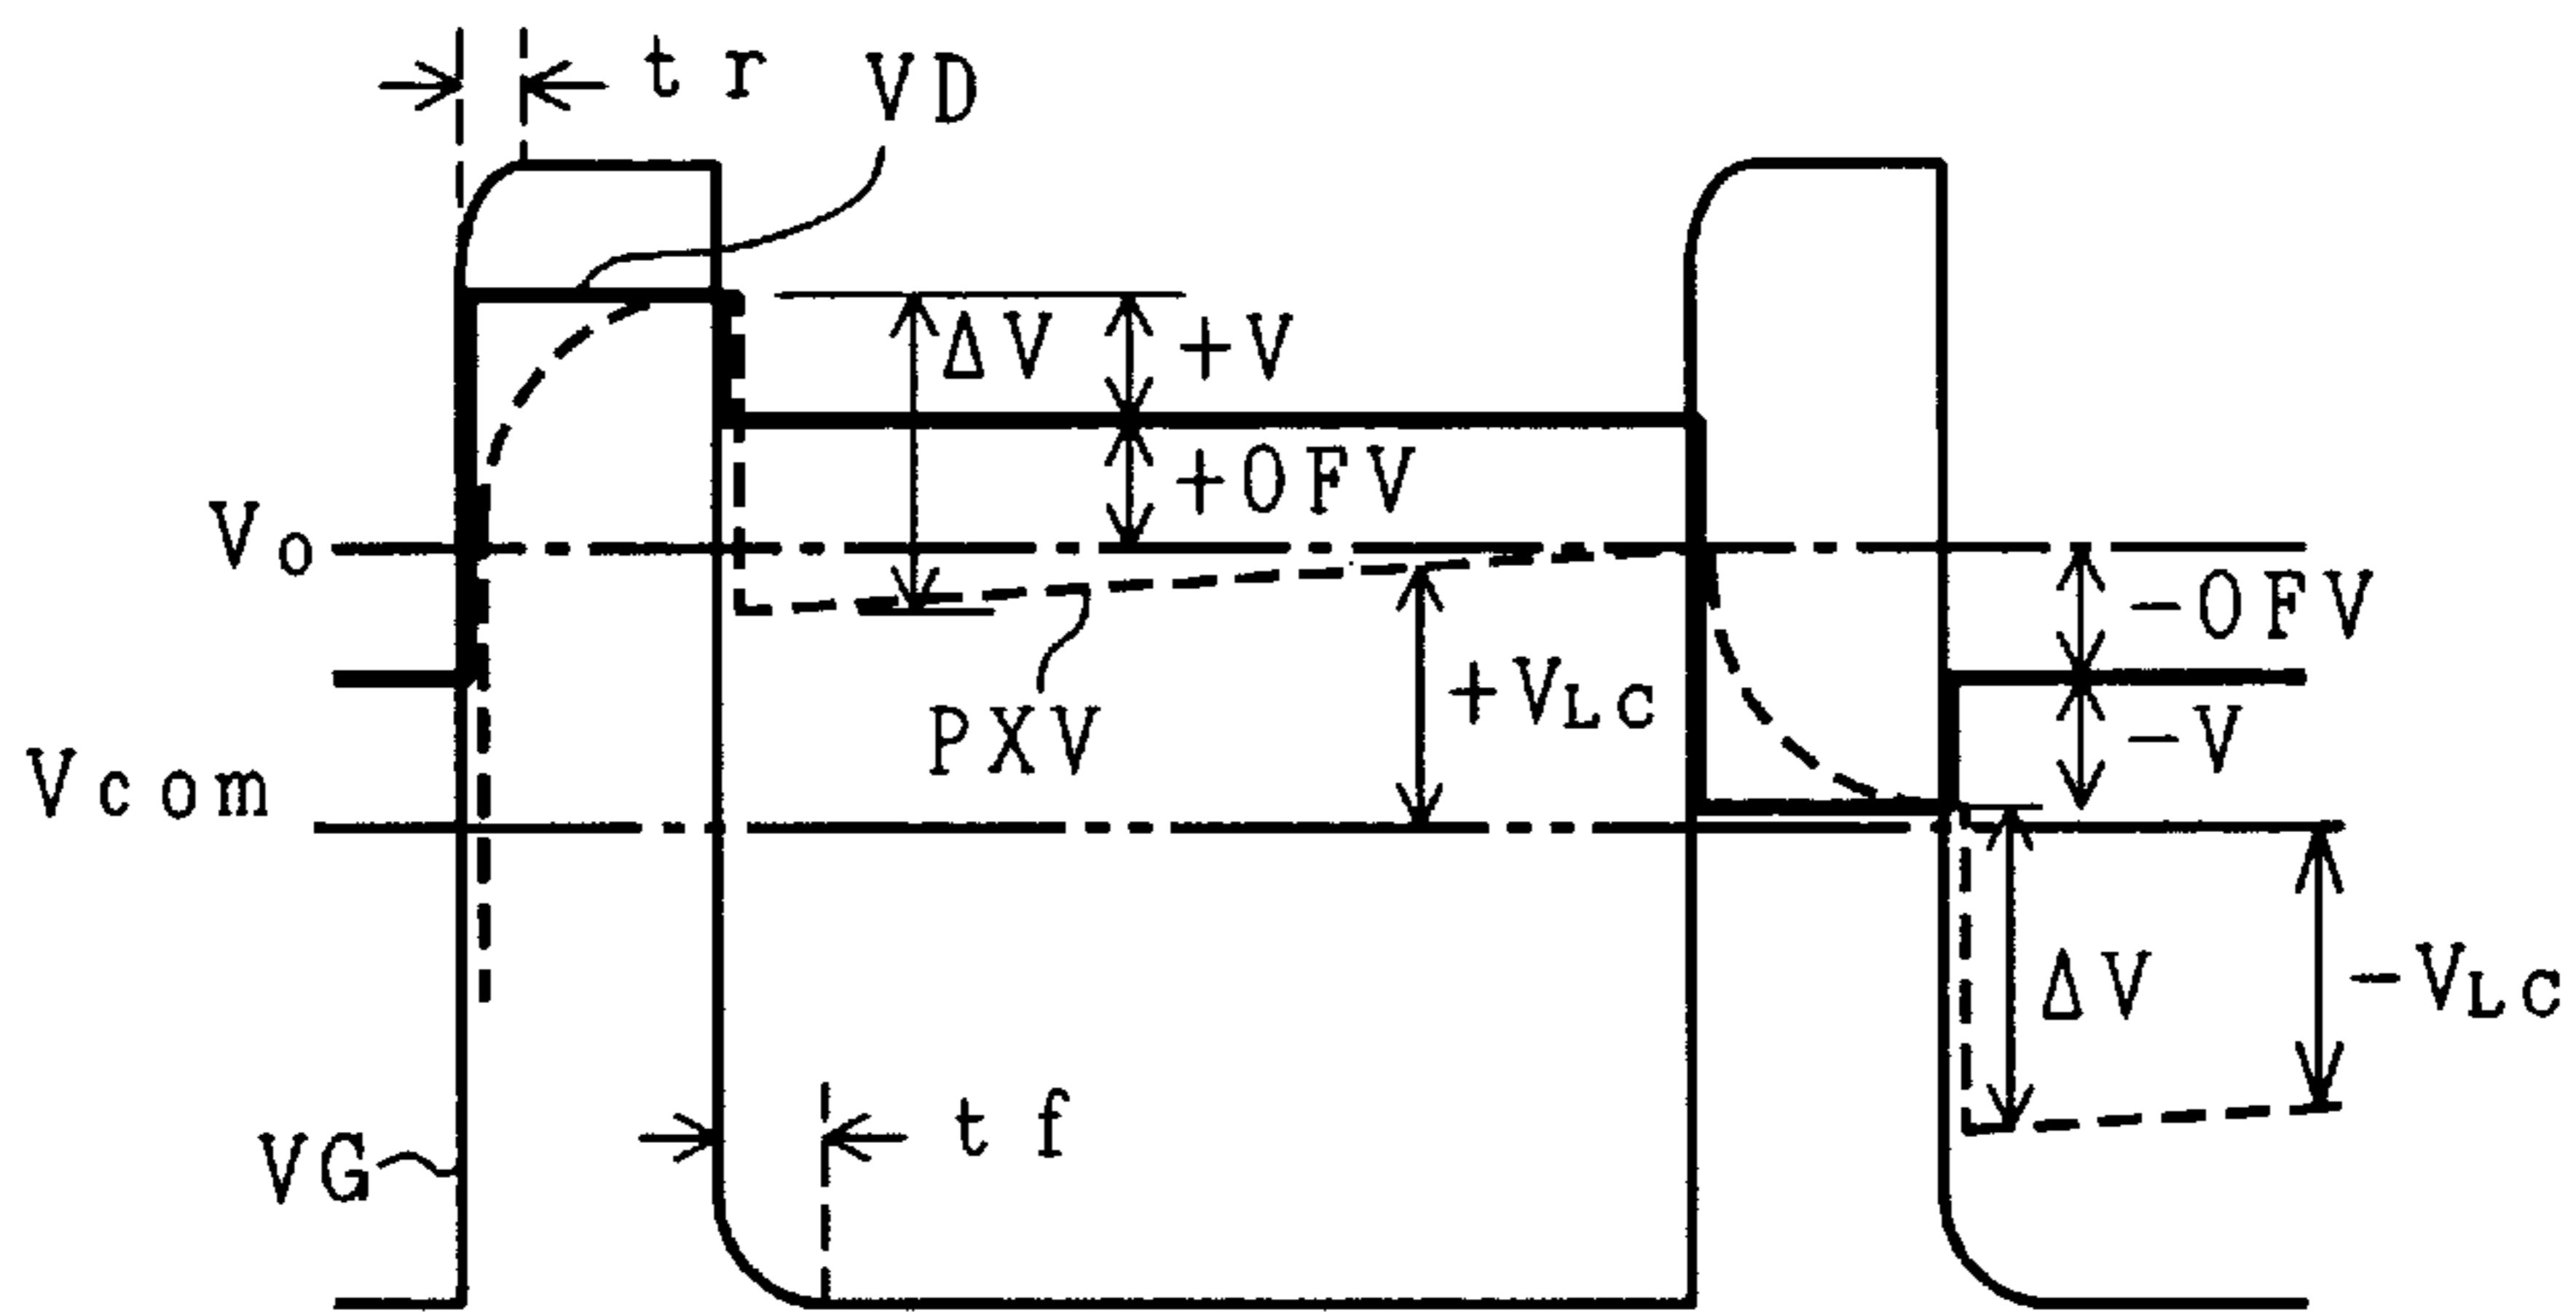 tr
VD
ΔV
+V
+OFV
Vo
-OFV
+VLC
-V
PXV
Vcom
ΔV
-VLC
tf
VG